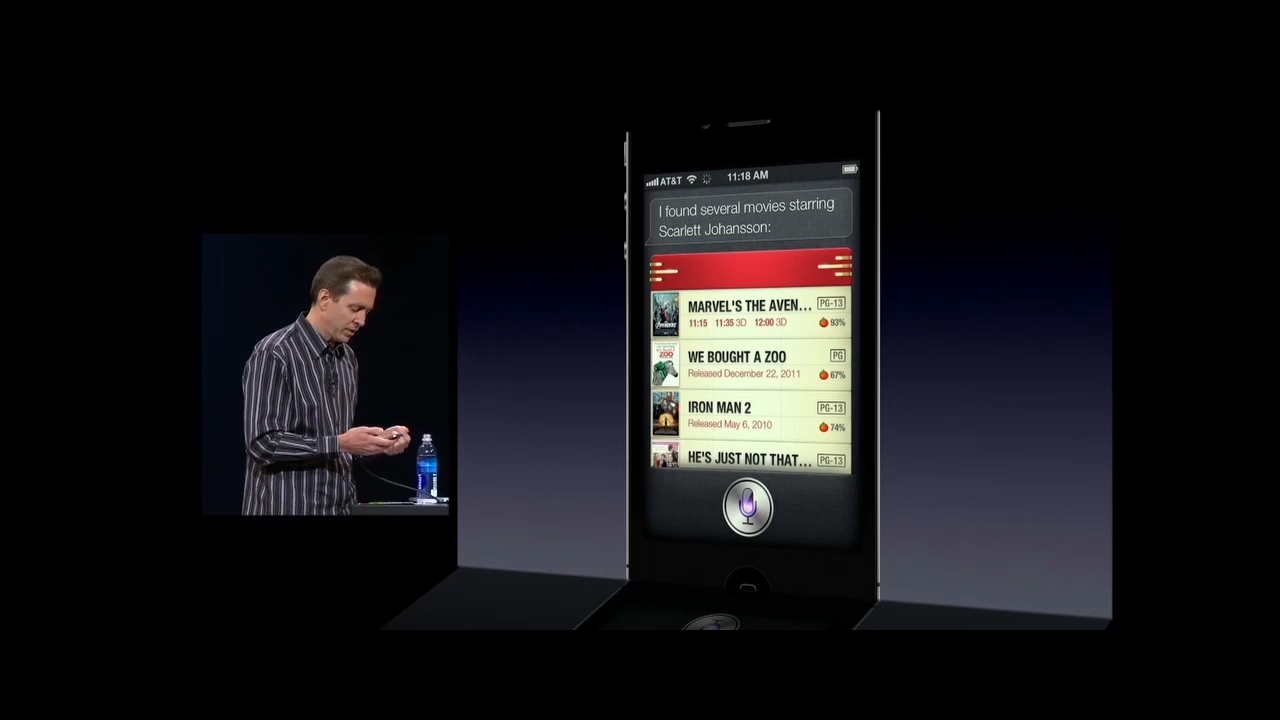 AT&T 11:18 AM
I found several movies starring
Scarlett Johansson:
MARVEL'S THE AVEN... PG-13
11:15 11:35 3D 12:00 3D 93%
WE BOUGHT A ZOO PG
Released December 22, 2011 67%
IRON MAN 2 PG-13
Released May 6, 2010 74%
HE'S JUST NOT THAT... PG-13